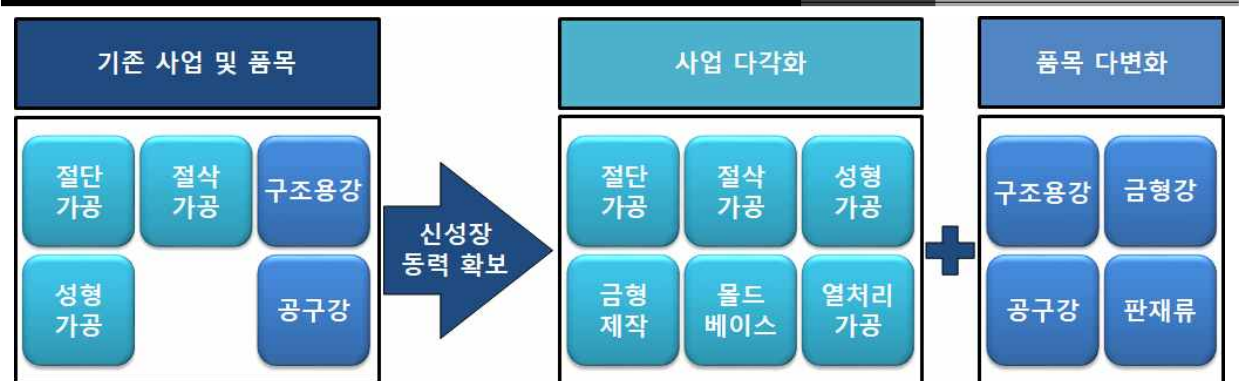 기존 사업 및 품목
절단
가공
절삭
가공
구조용강
성형
가공
공구강
신성장
동력 확보
사업 다각화
절단
가공
절삭
가공
성형
가공
금형
제작
몰드
베이스
열처리
가공
품목 다변화
구조용강
금형강
공구강
판재류